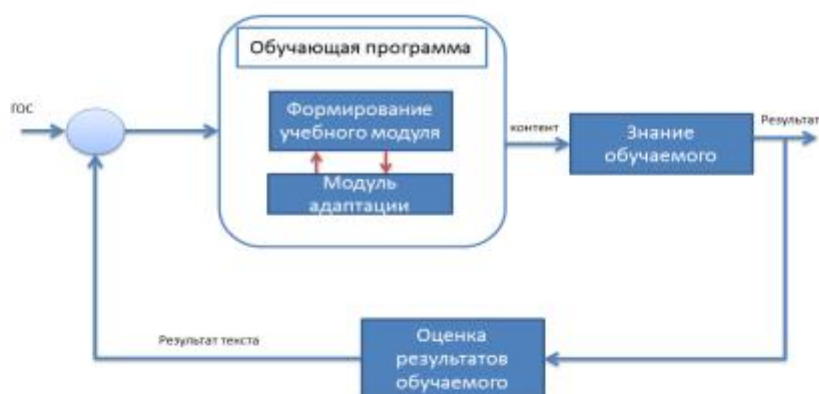 Обучающая программа
гос
Формирование
учебного модуля
Модуль
адаптации
контент
Знание
обучаемого
Результат
Результат текста
Оценка
результатов
обучаемого